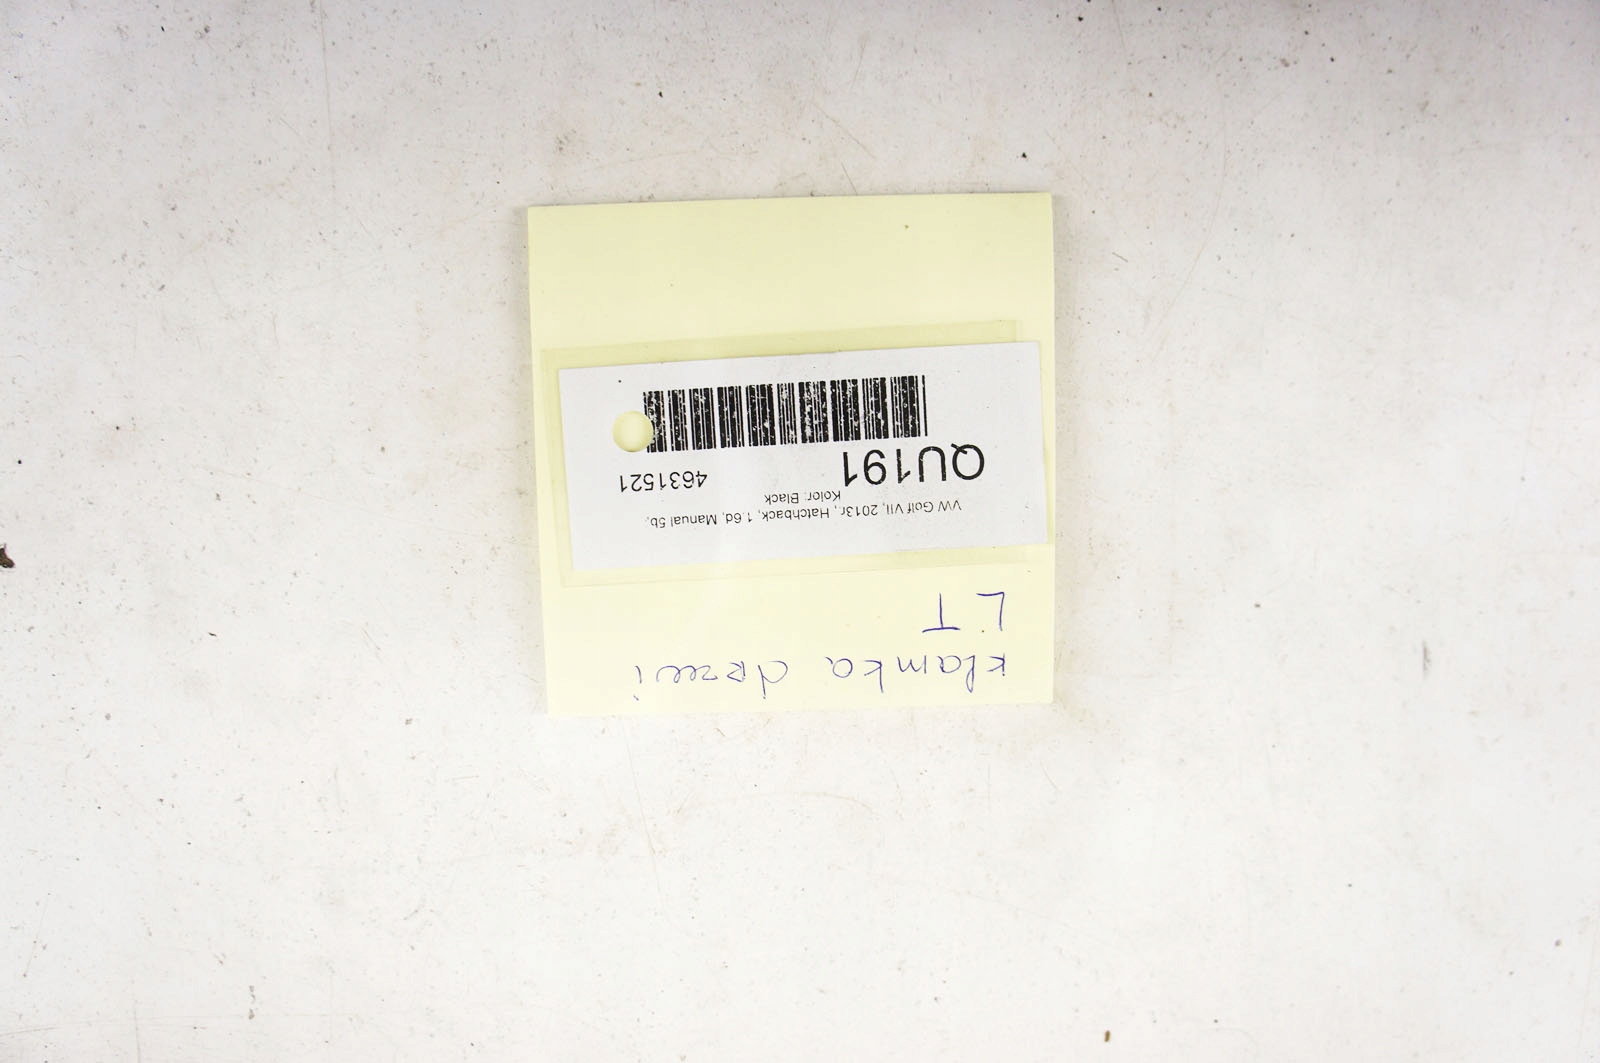 klamka drzwi
LT
VW Golf VII, 2013r., Hatchback, 1.6d, Manual 5b,
Kolor: Black
QU191 4631521